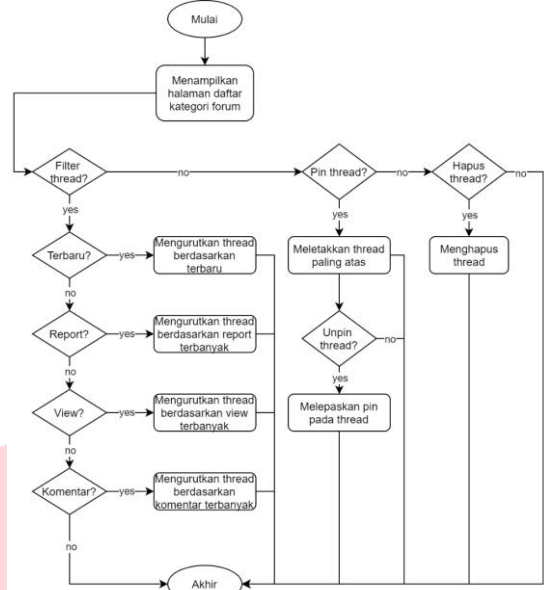 Mulai
Menampilkan
halaman daftar
kategori forum
Filter
thread?
no
Pin thread?
no
Hapus
thread?
no
yes
yes
yes
Terbaru?
yes
Mengurutkan thread
berdasarkan
terbaru
Meletakkan thread
paling atas
Menghapus
thread
no
Report?
yes
Mengurutkan thread
berdasarkan report
terbanyak
Unpin
thread?
no
no
yes
View?
yes
Mengurutkan thread
berdasarkan view
terbanyak
Melepaskan pin
pada thread
no
Komentar?
yes
Mengurutkan thread
berdasarkan
komentar terbanyak
no
Akhir